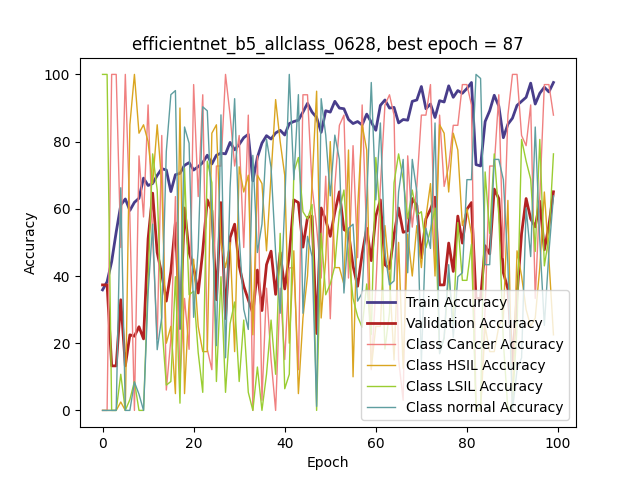 efficientnet_b5_allclass_0628, best epoch = 87
Accuracy
100
80
60
40
20
0
Train Accuracy
Validation Accuracy
Class Cancer Accuracy
Class HSIL Accuracy
Class LSIL Accuracy
Class normal Accuracy
0 20 40 60 80 100
Epoch